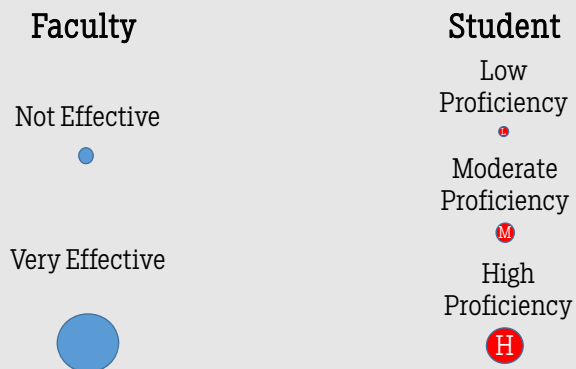 Faculty
Not Effective
Very Effective
Student
Low
Proficiency
L
Moderate
Proficiency
M
High
Proficiency
H